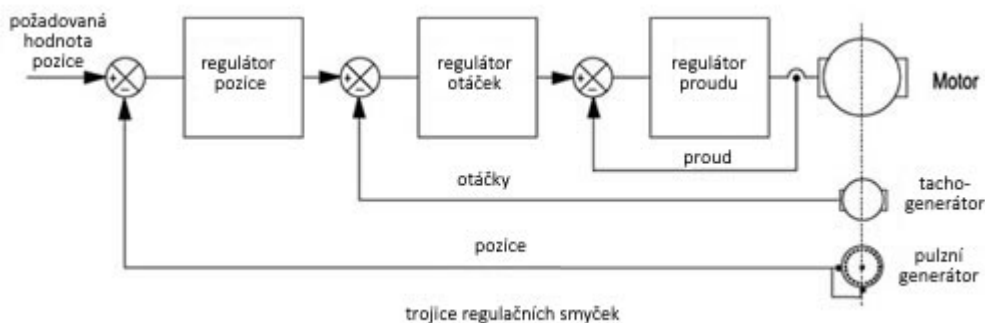 požadovaná
hodnota
pozice
regulátor
pozice
regulátor
otáček
regulátor
proudu
Motor
proud
otáčky
tacho-
generátor
pozice
pulzní
generátor
trojice regulačních smyček